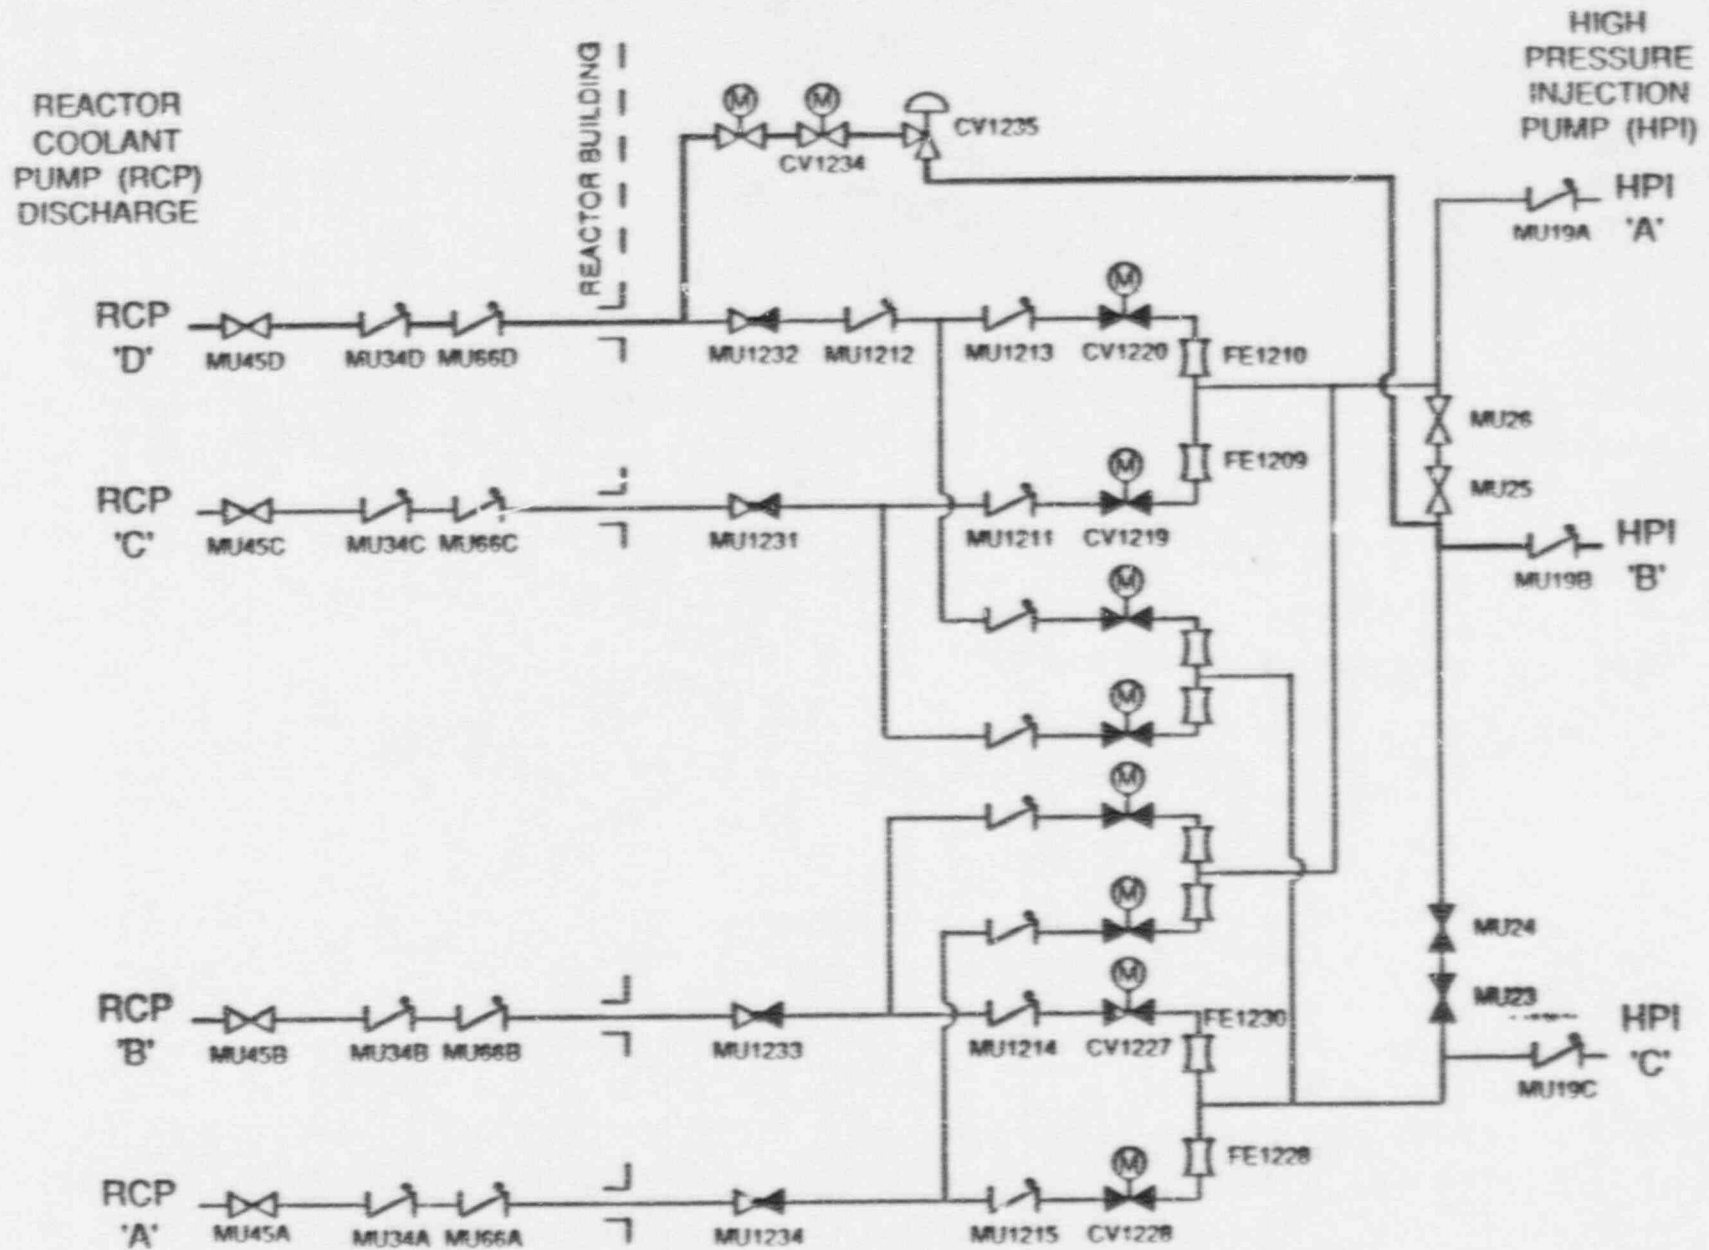 REACTOR
COOLANT
PUMP (RCP)
DISCHARGE
REACTOR BUILDING
HIGH
PRESSURE
INJECTION
PUMP (HPI)
M
M
CV1234
CV1235
HPI
'A'
MU19A
RCP
'D'
MU45D
MU34D
MU66D
MU1232
MU1212
MU1213
M
CV1220
FE1210
MU26
FE1209
MU25
RCP
'C'
MU45C
MU34C
MU66C
MU1231
MU1211
M
CV1219
HPI
'B'
MU19B
M
M
M
M
MU24
MU23
RCP
'B'
MU45B
MU34B
MU66B
MU1233
MU1214
M
CV1227
FE1230
HPI
'C'
MU19C
FE1228
RCP
'A'
MU45A
MU34A
MU66A
MU1234
MU1215
M
CV1228